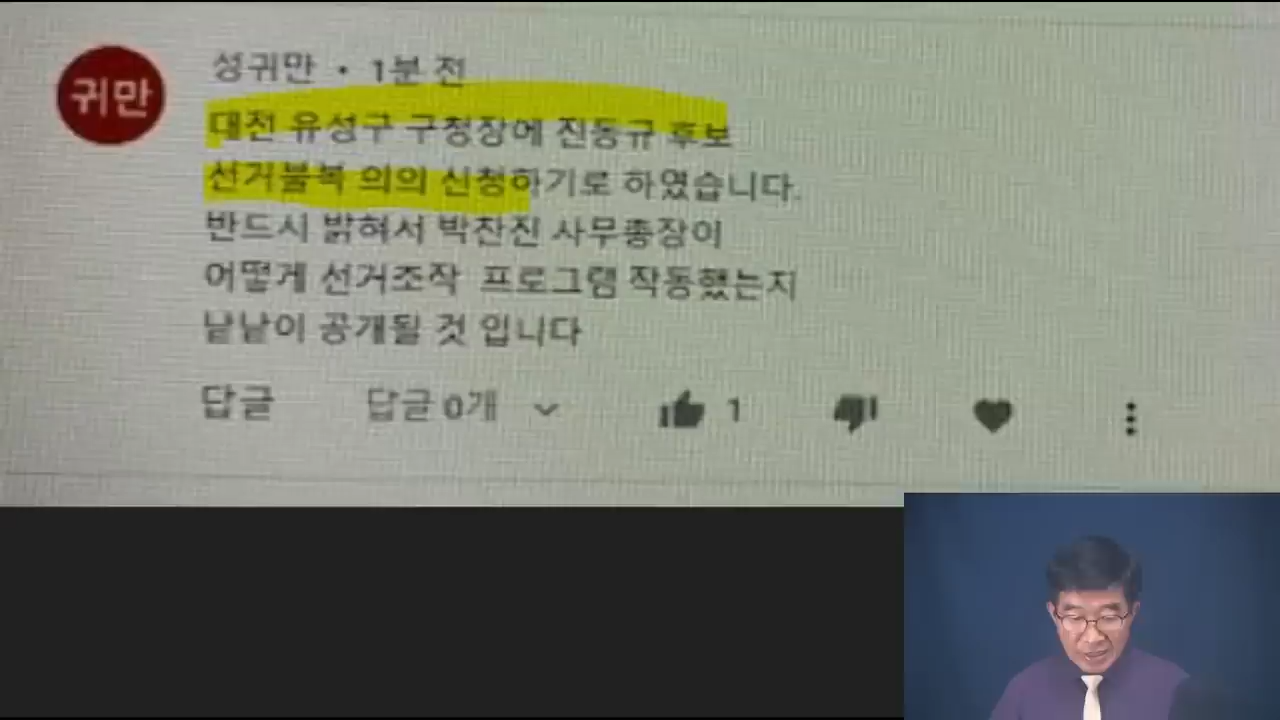 귀만
성귀만 • 1분 전
대전 유성구 구청장에 진동규 후보
선거불복 의의 신청하기로 하였습니다.
반드시 밝혀서 박찬진 사무총장이
어떻게 선거조작 프로그램 작동했는지
낱낱이 공개될 것 입니다
답글 답글 0개 1